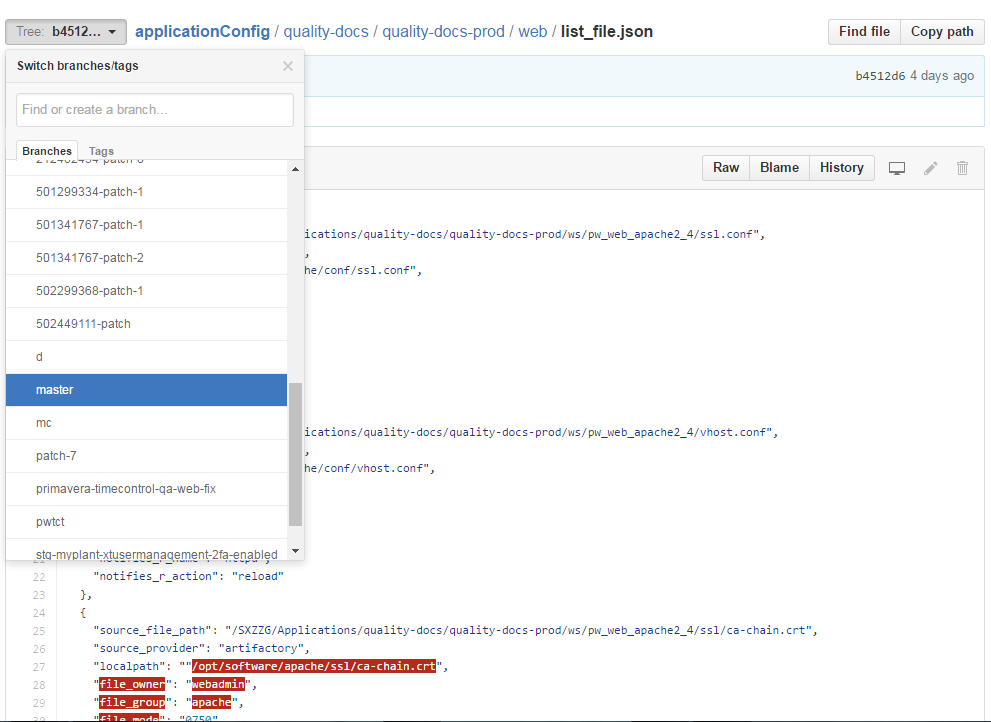 Tree: b4512... applicationConfig / quality-docs / quality-docs-prod / web / list_file.json Find file Copy path
Switch branches/tags
b4512d6 4 days ago
Find or create a branch...
Branches Tags
Raw Blame History
501299334-patch-1
501341767-patch-1
ications/quality-docs/quality-docs-prod/ws/pw_web_apache2_4/ssl.conf",
,
501341767-patch-2
he/conf/ssl.conf",
502299368-patch-1
502449111-patch
d
master
mc
ications/quality-docs/quality-docs-prod/ws/pw_web_apache2_4/vhost.conf",
,
patch-7
he/conf/vhost.conf",
primavera-timecontrol-qa-web-fix
pwtct
stg-myplant-xtusermanagement-2fa-enabled
22 "notifies_r_action": "reload"
23 },
24 {
25 "source_file_path": "/SXZZG/Applications/quality-docs/quality-docs-prod/ws/pw_web_apache2_4/ssl/ca-chain.crt",
26 "source_provider": "artifactory",
27 "localpath": ""/opt/software/apache/ssl/ca-chain.crt",
28 "file_owner": "webadmin",
29 "file_group": "apache",
30 "file_mode": "0750"